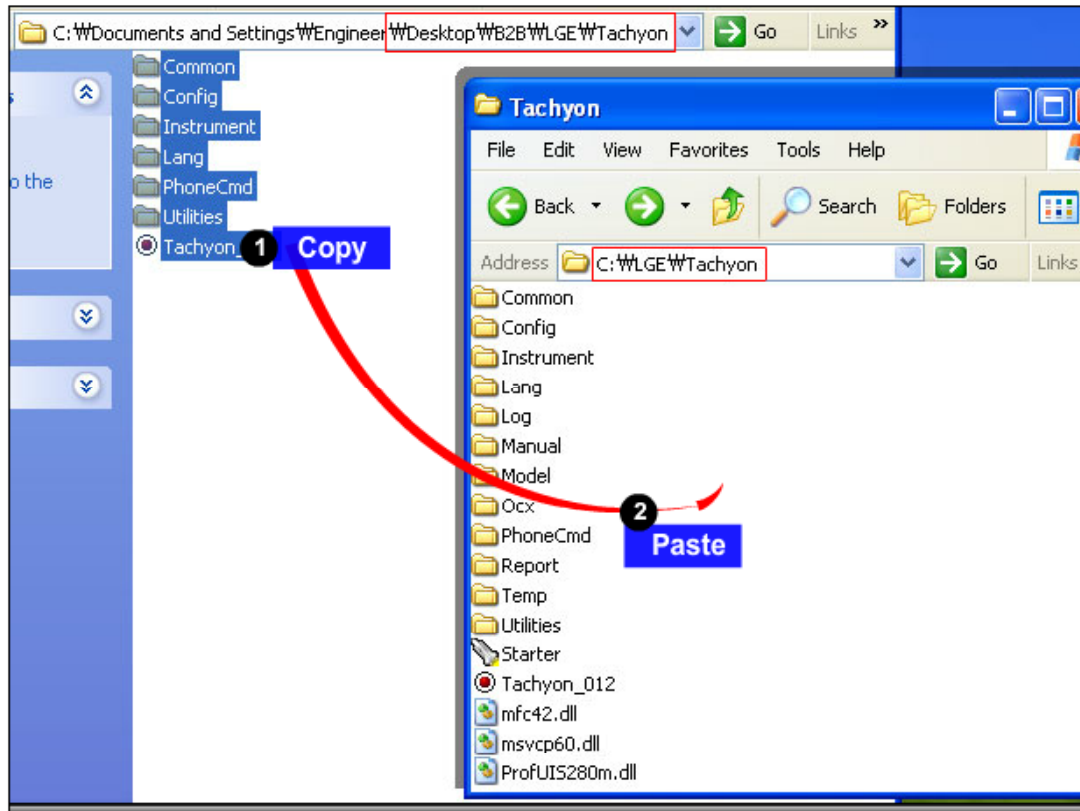 C:₩Documents and Settings₩Engineer₩Desktop₩B2B₩LGE₩Tachyon Go Links »
s
o the
Common
Config
Instrument
Lang
PhoneCmd
Utilities
Tachyon_
1 Copy
Tachyon
File Edit View Favorites Tools Help
Back Search Folders
Address C:₩LGE₩Tachyon Go Links
Common
Config
Instrument
Lang
Log
Manual
Model
Ocx
PhoneCmd
Report
Temp
Utilities
Starter
Tachyon_012
mfc42.dll
msvcp60.dll
ProfUIS280m.dll
2
Paste